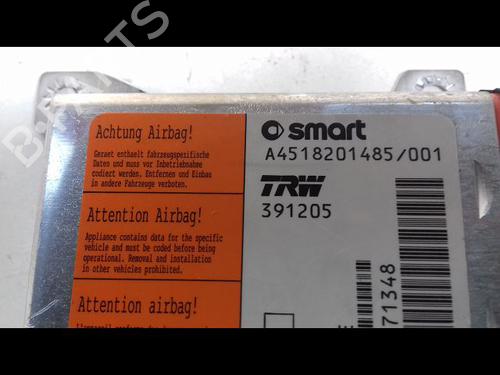 B-PARTS
Achtung Airbag!
Geraet enthaelt fahrzeugspezifische
Daten und muss vor Inbetriebnahme
codiert werden. Entfernen und Einbau
in andere Fahrzeuge verboten.
Attention Airbag!
Appliance contains data for the specific
vehicle and must be coded before being
operational. Removal and installation
in other vehicles prohibited.
Attention airbag!
smart
A4518201485/001
TRW
391205
71348